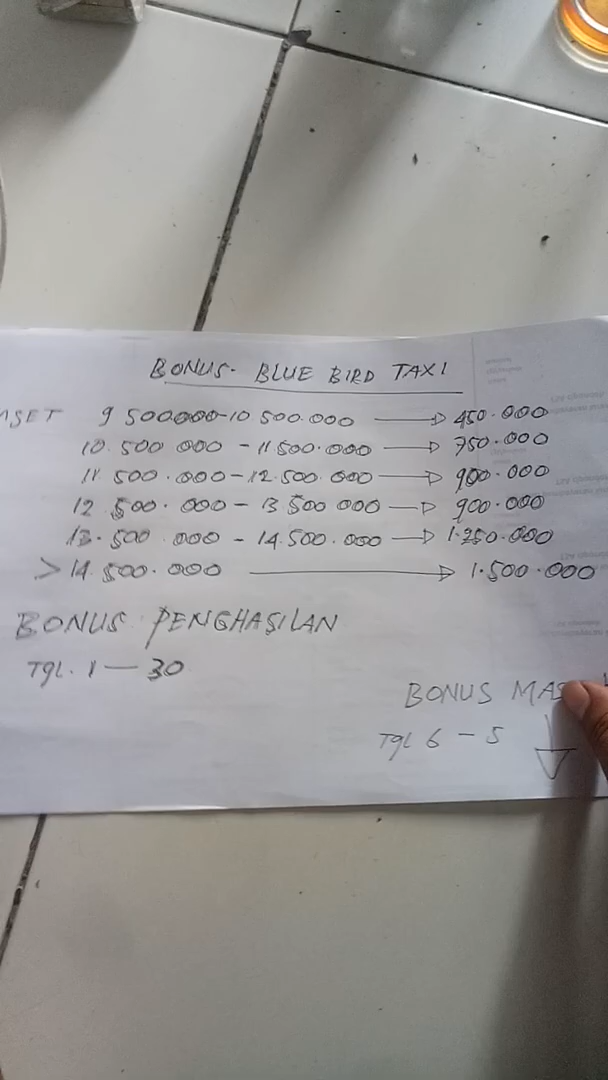 BONUS. BLUE BIRD TAXI
9 500.000-10 500.000 → 450.000
10.500 000 - 11 500.000 → 750.000
11 500.000-12.500.000 → 900.000
12 500.000 - 13 500 000 → 900.000
13.500 .000 - 14.500.000 → 1.250.000
>14.500.000 → 1.500.000
BONUS PENGHASILAN
TGL. 1 — 30
BONUS
TGL 6 - 5